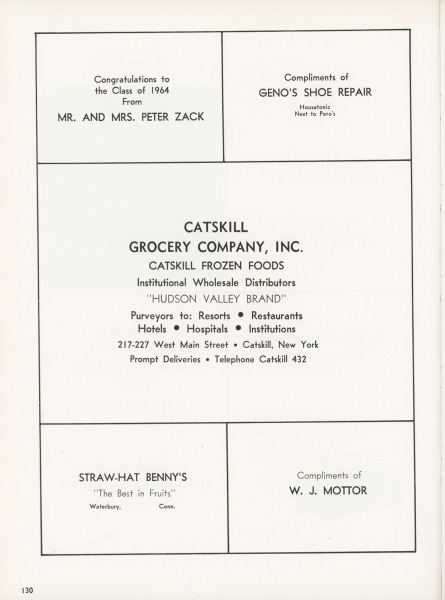 Congratulations to
the Class of 1964
From
MR. AND MRS. PETER ZACK
Compliments of
GENO'S SHOE REPAIR
Housatonic
Next to Pero's
CATSKILL
GROCERY COMPANY, INC.
CATSKILL FROZEN FOODS
Institutional Wholesale Distributors
"HUDSON VALLEY BRAND"
Purveyors to: Resorts • Restaurants
Hotels • Hospitals • Institutions
217-227 West Main Street • Catskill, New York
Prompt Deliveries • Telephone Catskill 432
STRAW-HAT BENNY'S
"The Best in Fruits"
Waterbury, Conn.
Compliments of
W. J. MOTTOR
130